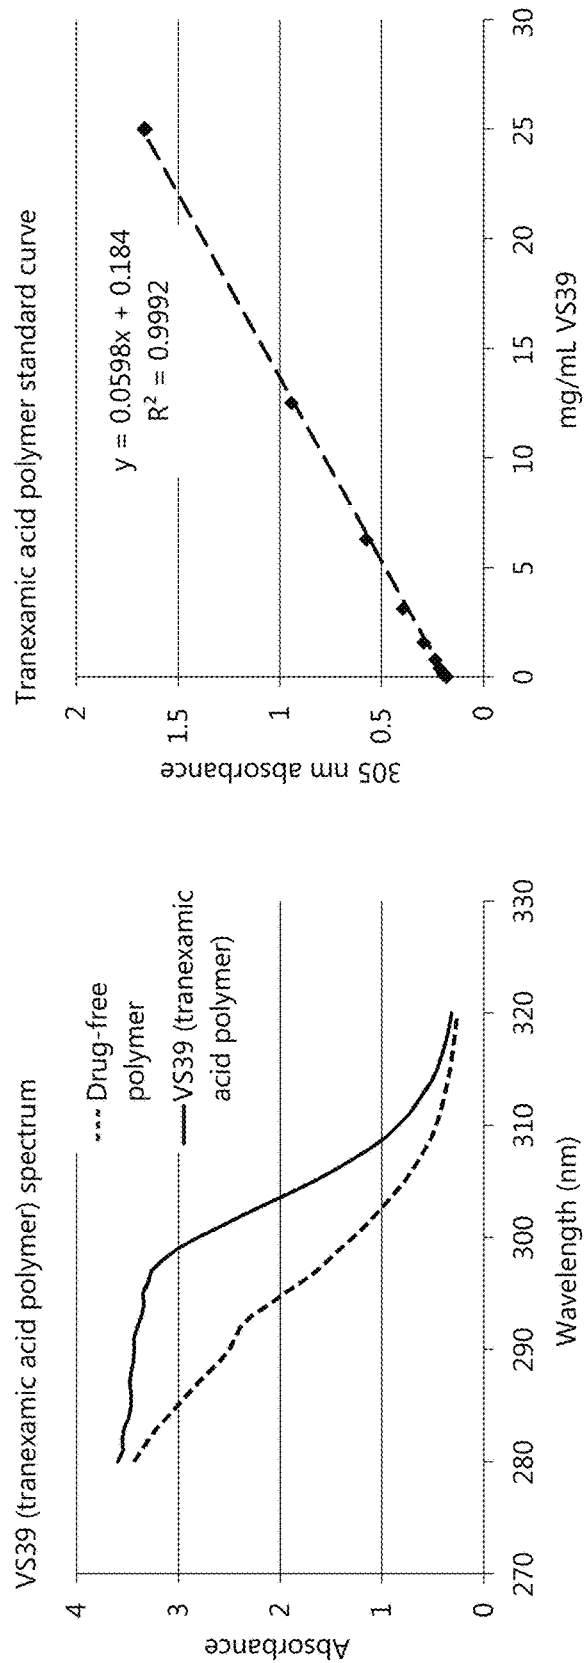 VS39 (tranexamic acid polymer) spectrum
Absorbance
4
3
2
1
0
270
280
290
300
310
320
330
Wavelength (nm)
Drug-free
polymer
VS39 (tranexamic
acid polymer)
Tranexamic acid polymer standard curve
305 nm absorbance
2
1.5
1
0.5
0
0
5
10
15
20
25
30
mg/mL VS39
y = 0.0598x + 0.184
R² = 0.9992